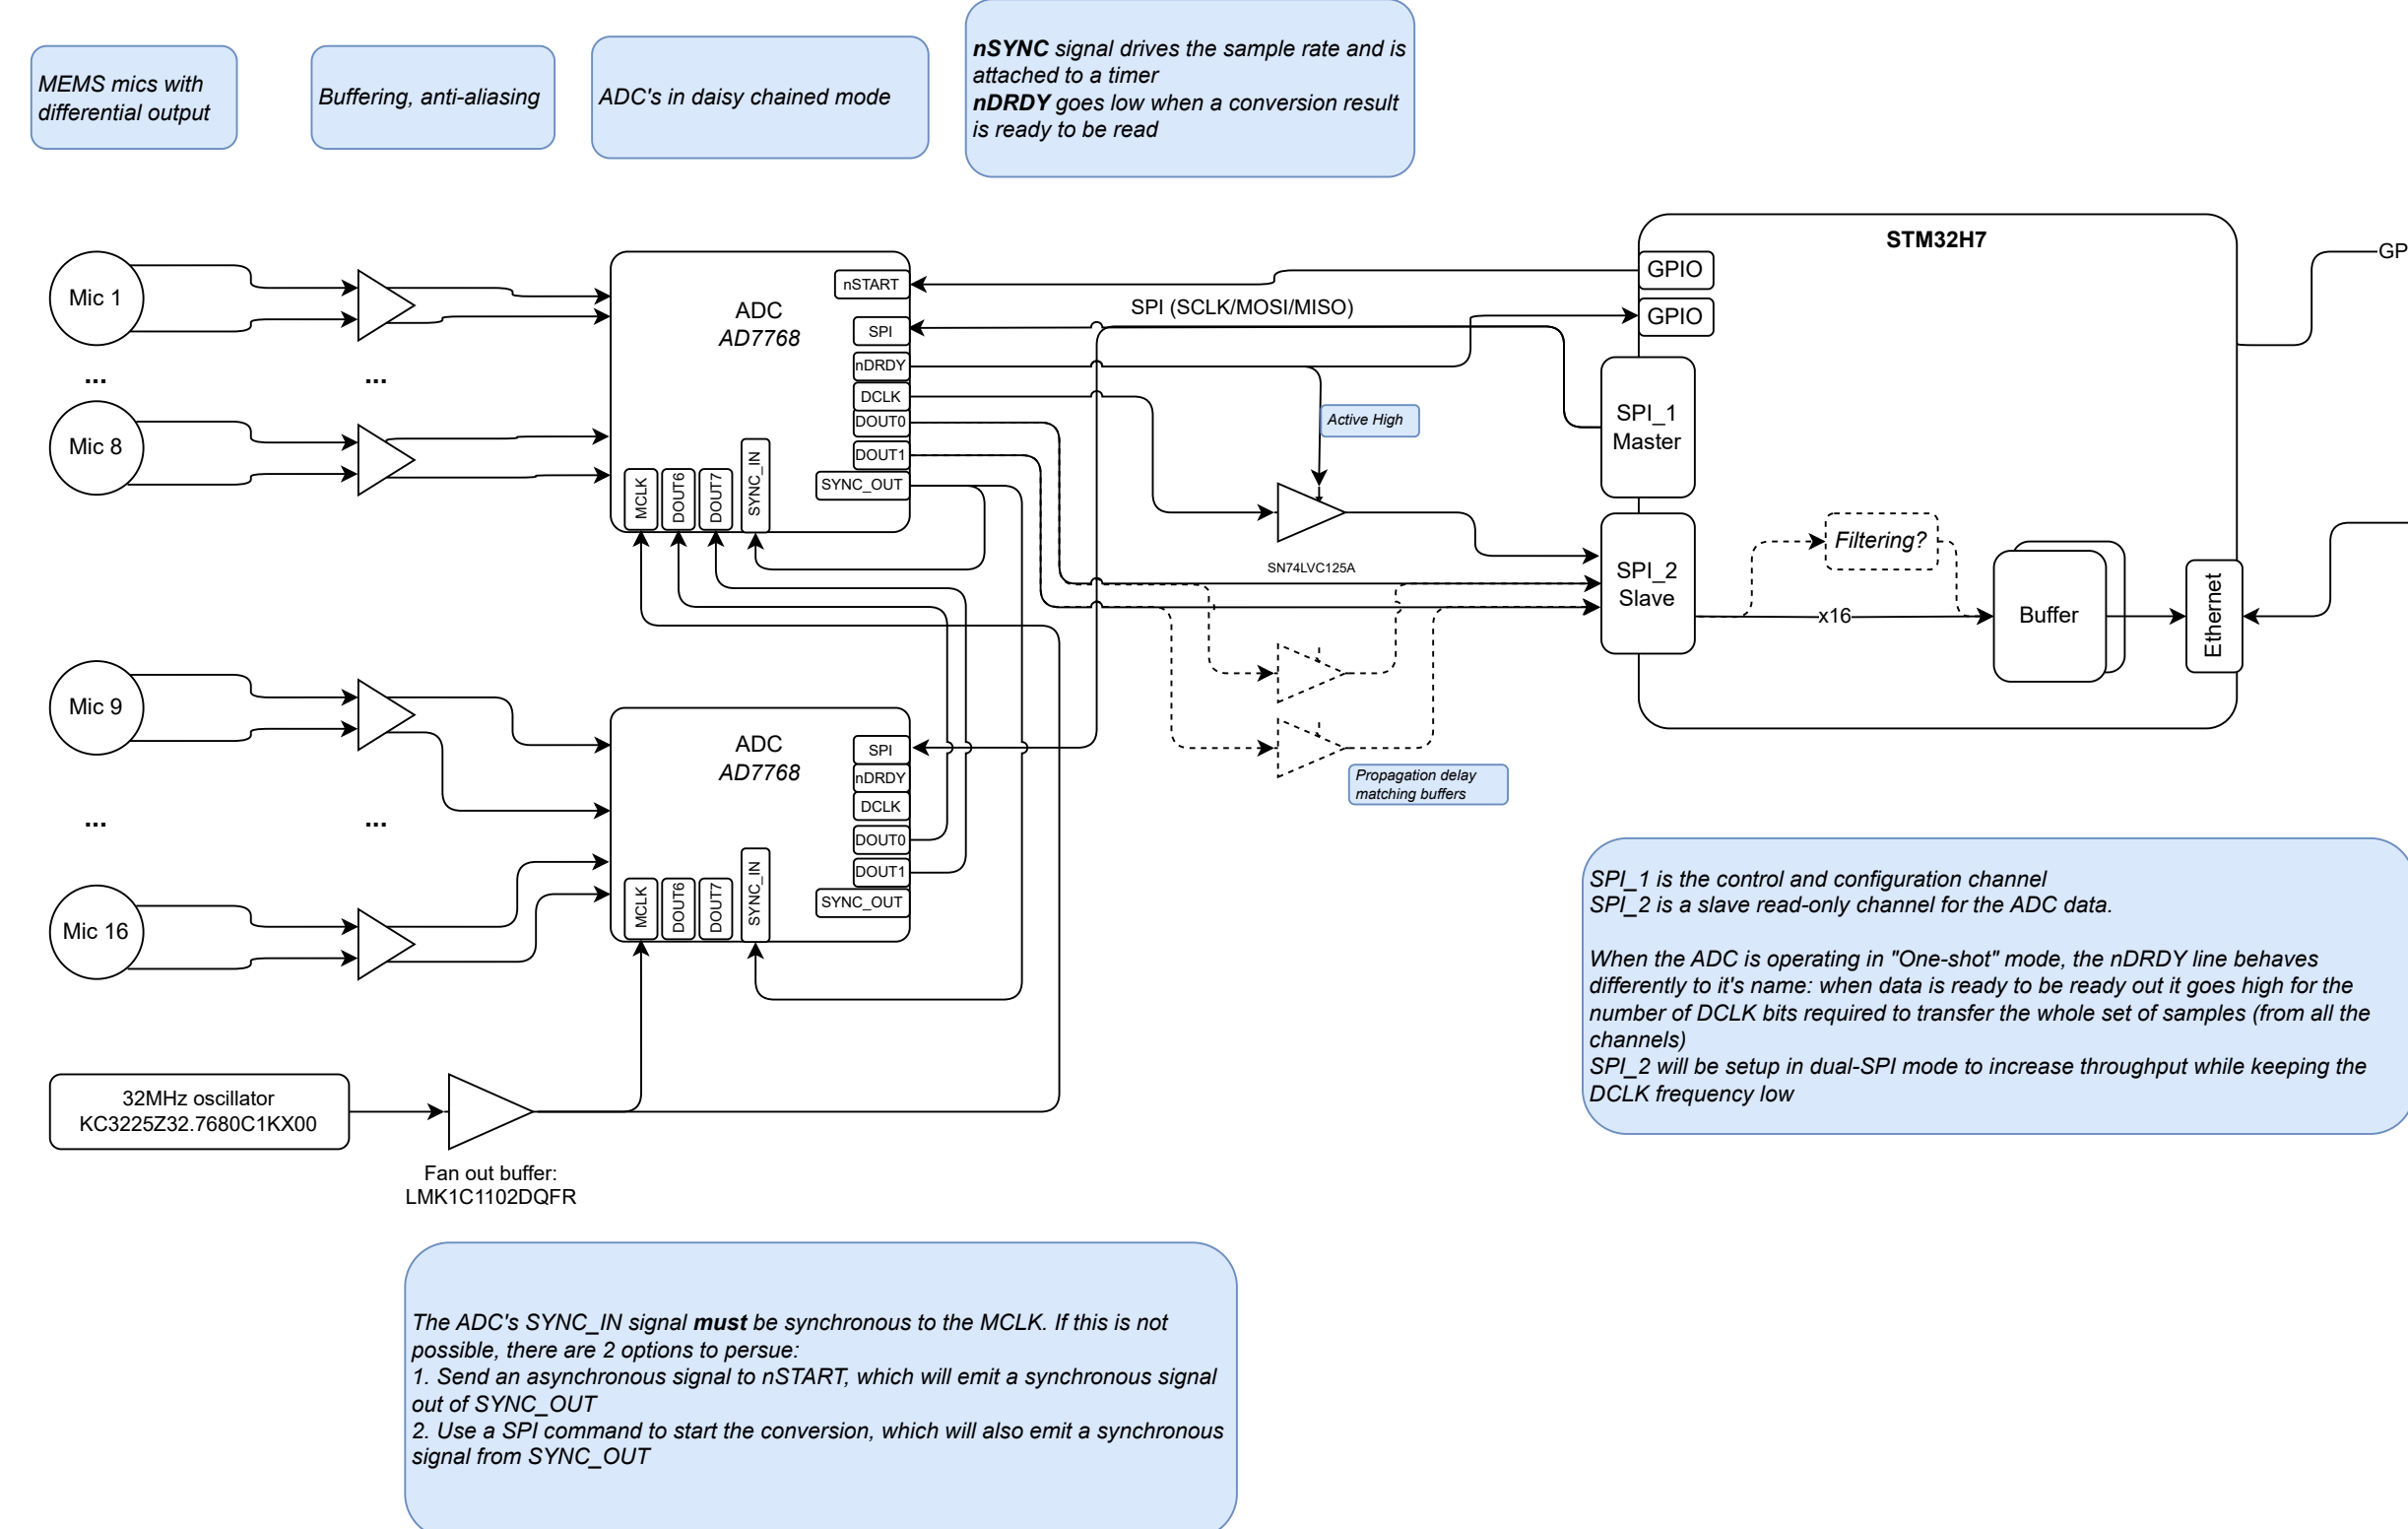 MEMS mics with
differential output
Buffering, anti-aliasing
ADC's in daisy chained mode
nSYNC signal drives the sample rate and is
attached to a timer
nDRDY goes low when a conversion result
is ready to be read
Mic 1
...
Mic 8
...
ADC
AD7768
nSTART
SPI
nDRDY
DCLK
DOUT0
DOUT1
SYNC_OUT
MCLK
DOUT6
DOUT7
SYNC_IN
SPI (SCLK/MOSI/MISO)
Active High
SN74LVC125A
STM32H7
GPIO
GPIO
SPI_1
Master
SPI_2
Slave
Filtering?
x16
Buffer
Ethernet
GP
Mic 9
...
Mic 16
...
ADC
AD7768
SPI
nDRDY
DCLK
DOUT0
DOUT1
SYNC_OUT
MCLK
DOUT6
DOUT7
SYNC_IN
Propagation delay
matching buffers
SPI_1 is the control and configuration channel
SPI_2 is a slave read-only channel for the ADC data.
When the ADC is operating in "One-shot" mode, the nDRDY line behaves
differently to it's name: when data is ready to be ready out it goes high for the
number of DCLK bits required to transfer the whole set of samples (from all the
channels)
SPI_2 will be setup in dual-SPI mode to increase throughput while keeping the
DCLK frequency low
32MHz oscillator
KC3225Z32.7680C1KX00
Fan out buffer:
LMK1C1102DQFR
The ADC's SYNC_IN signal must be synchronous to the MCLK. If this is not
possible, there are 2 options to persue:
1. Send an asynchronous signal to nSTART, which will emit a synchronous signal
out of SYNC_OUT
2. Use a SPI command to start the conversion, which will also emit a synchronous
signal from SYNC_OUT